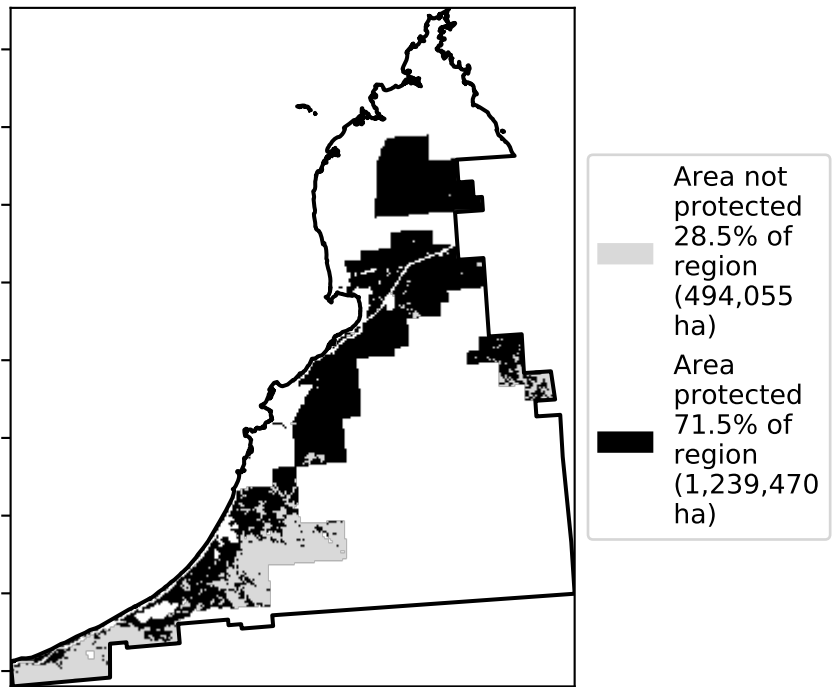 Area not
protected
28.5% of
region
(494,055
ha)
Area
protected
71.5% of
region
(1,239,470
ha)